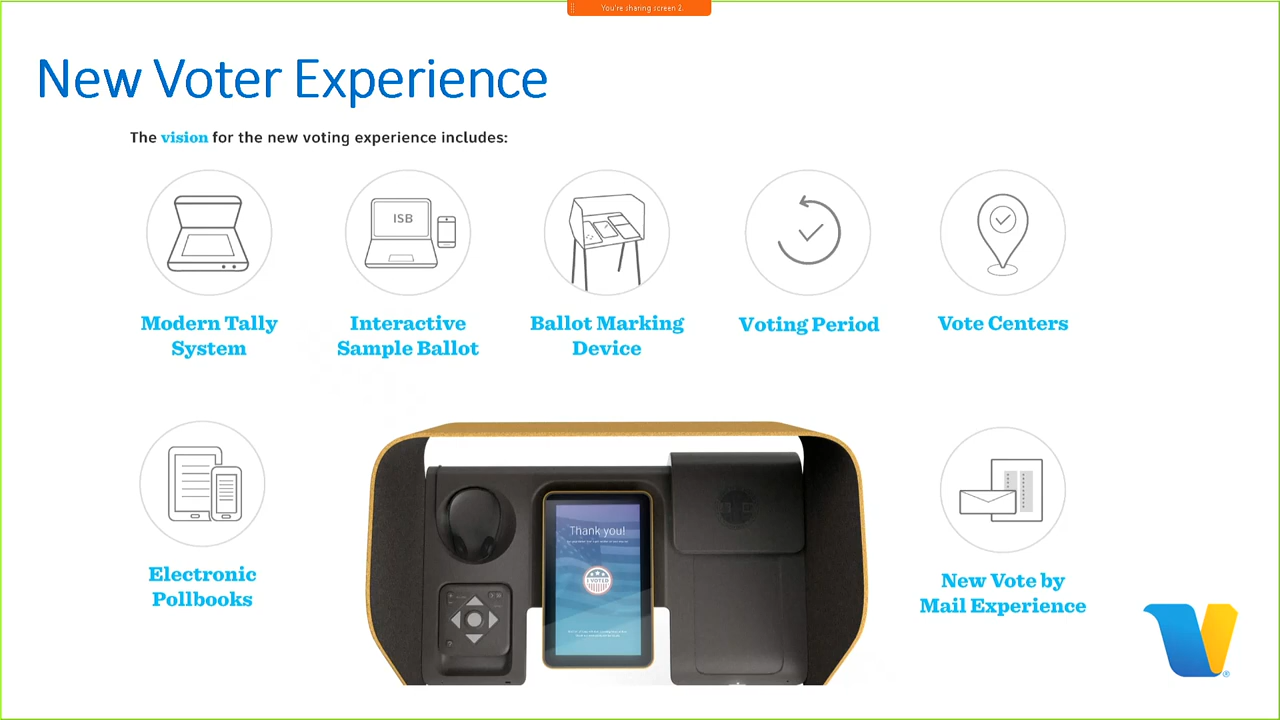 You're sharing screen 2.
New Voter Experience
The vision for the new voting experience includes:
ISB
Modern Tally
System
Interactive
Sample Ballot
Ballot Marking
Device
Voting Period
Vote Centers
Electronic
Pollbooks
Thank you!
I VOTED
New Vote by
Mail Experience